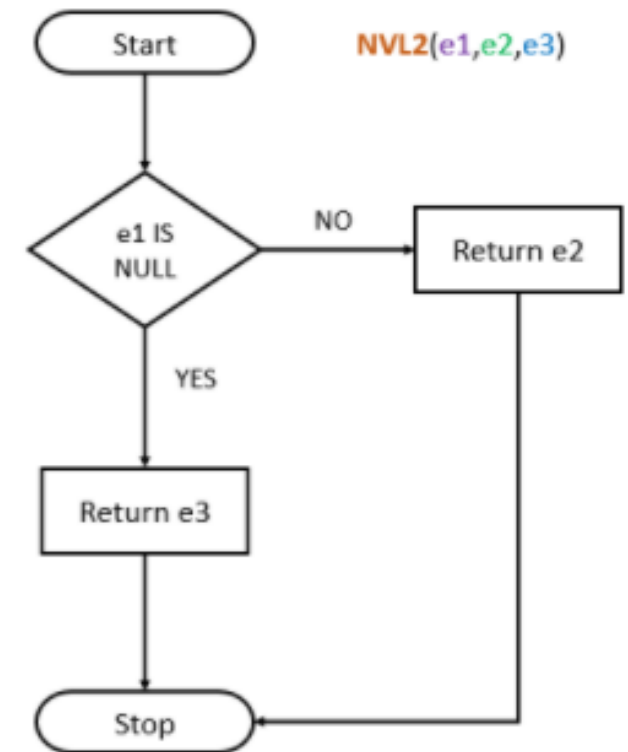 Start
NVL2(e1,e2,e3)
e1 IS
NULL
NO
Return e2
YES
Return e3
Stop